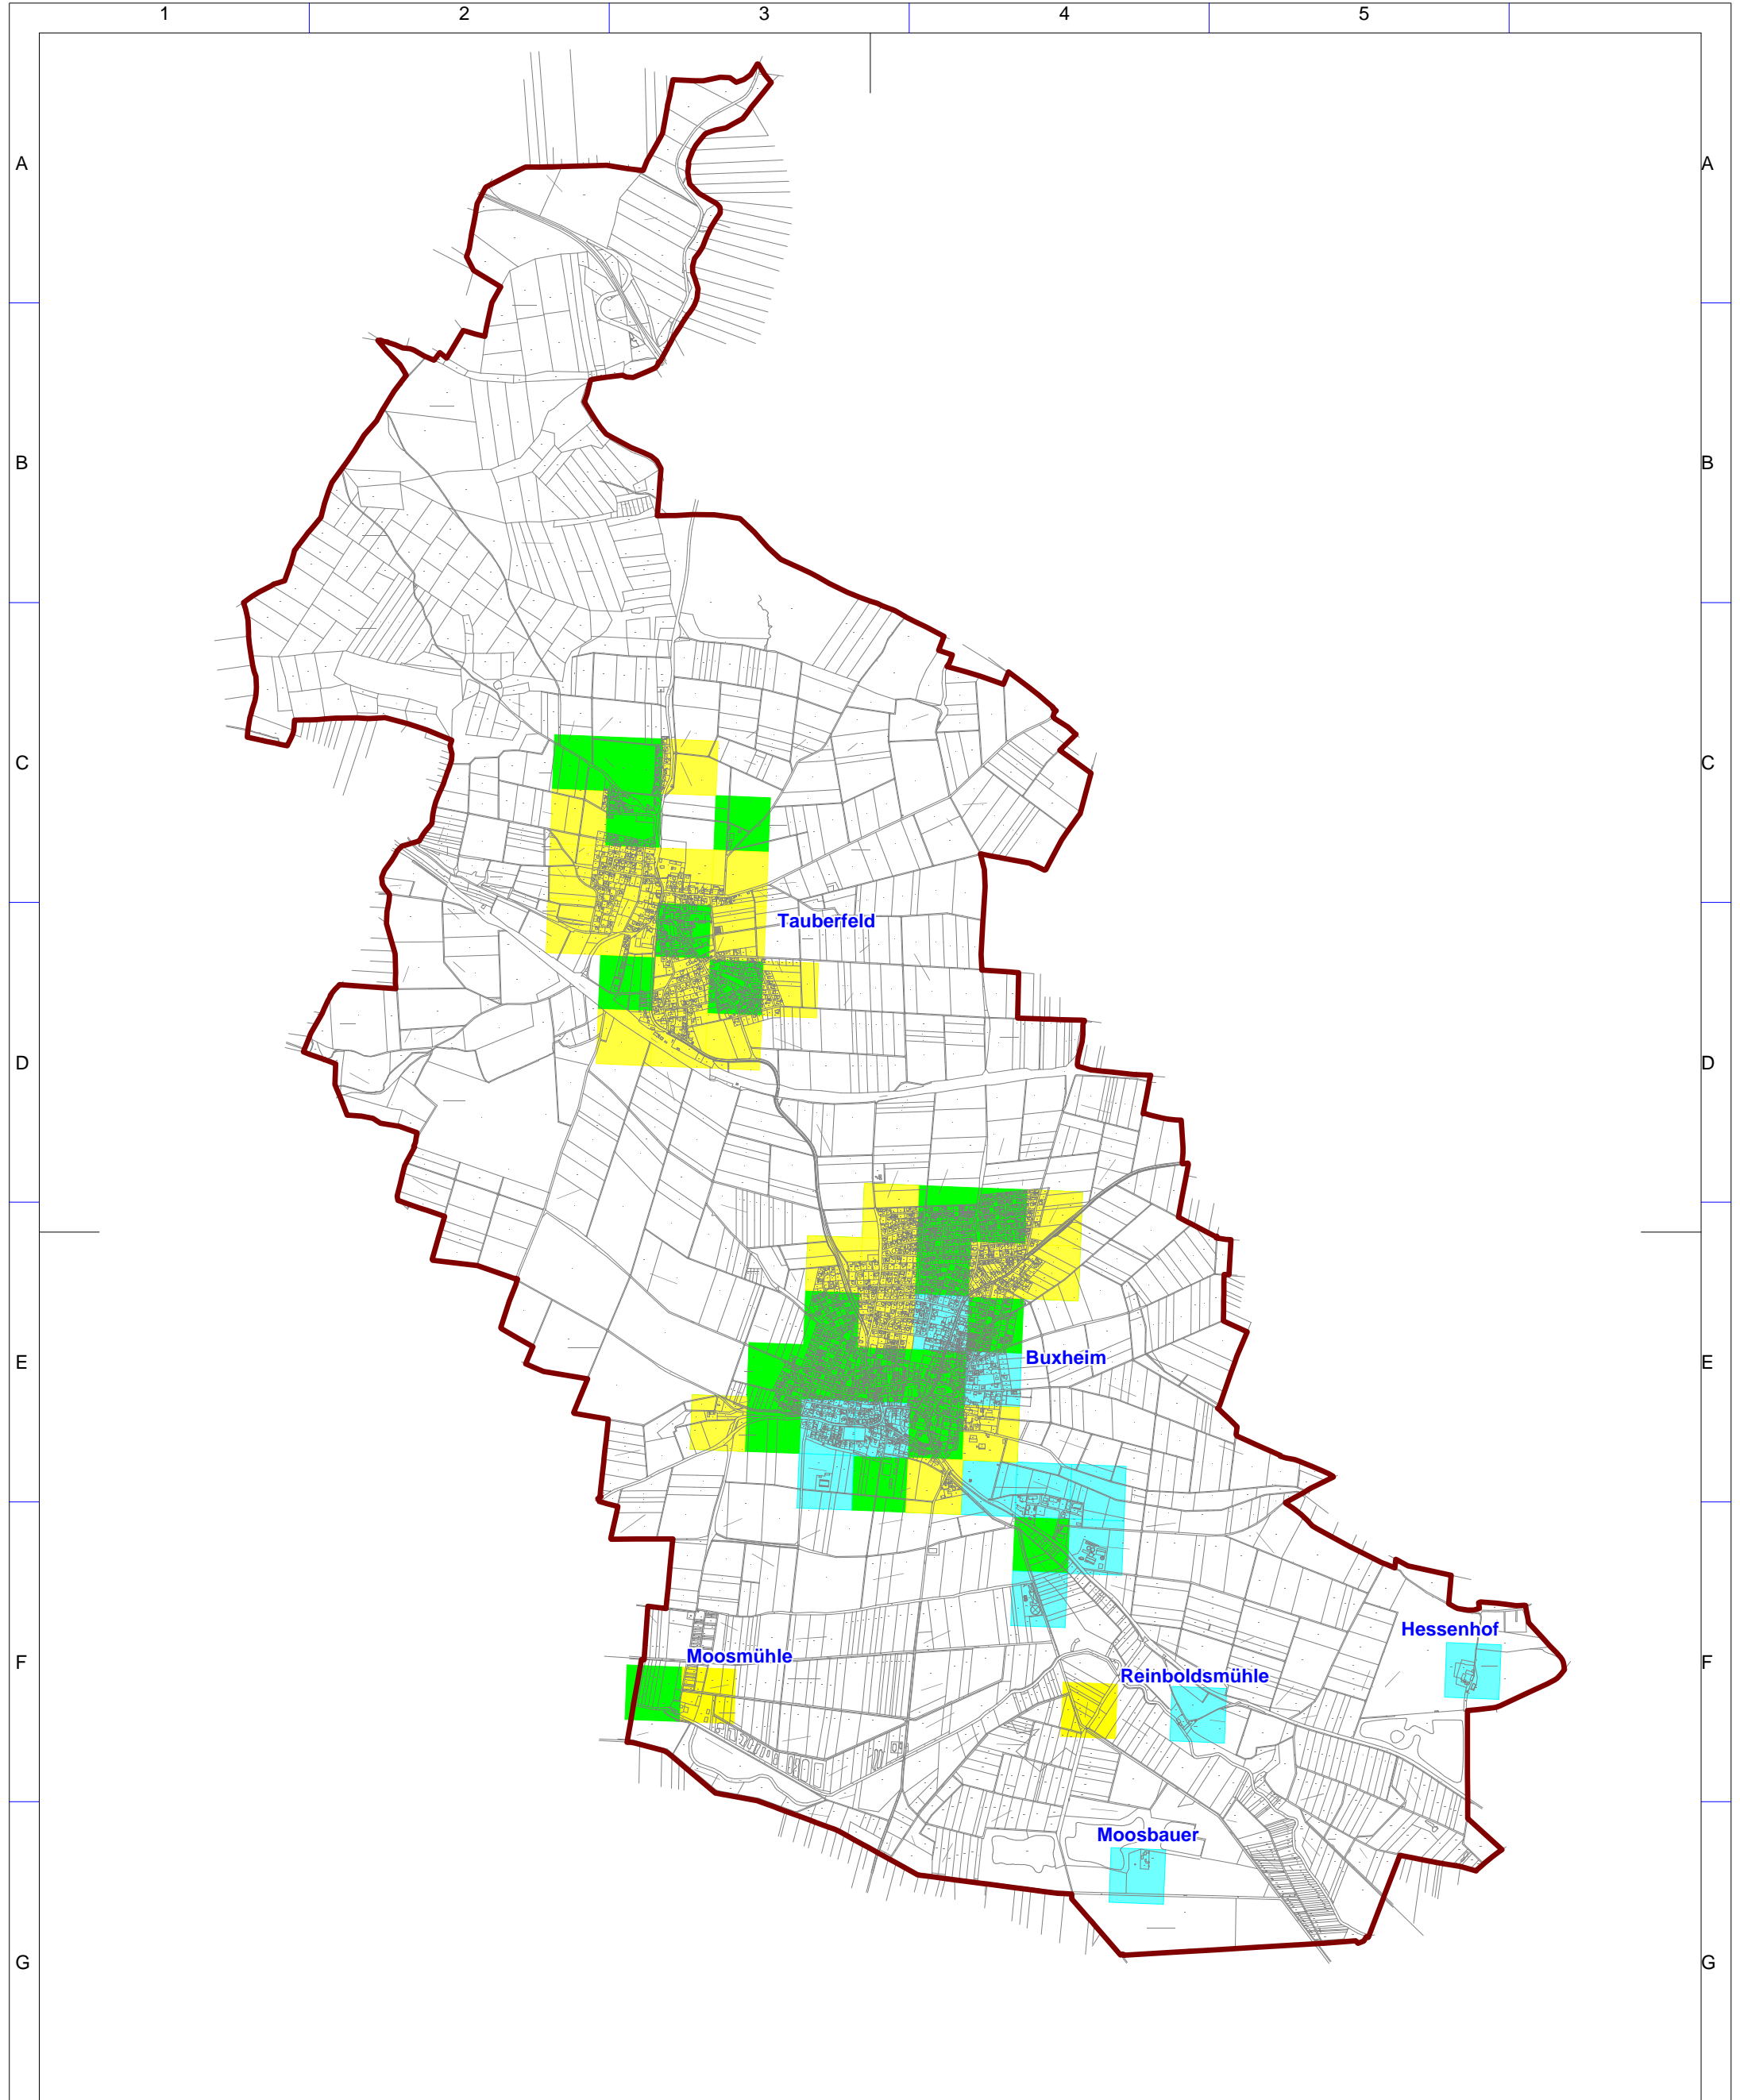 1 2 3 4 5
A A
B B
C C
Tauberfeld
D D
Buxheim
E E
Hessenhof
Moosmühle
F F
Reinboldsmühle
Moosbauer
G G